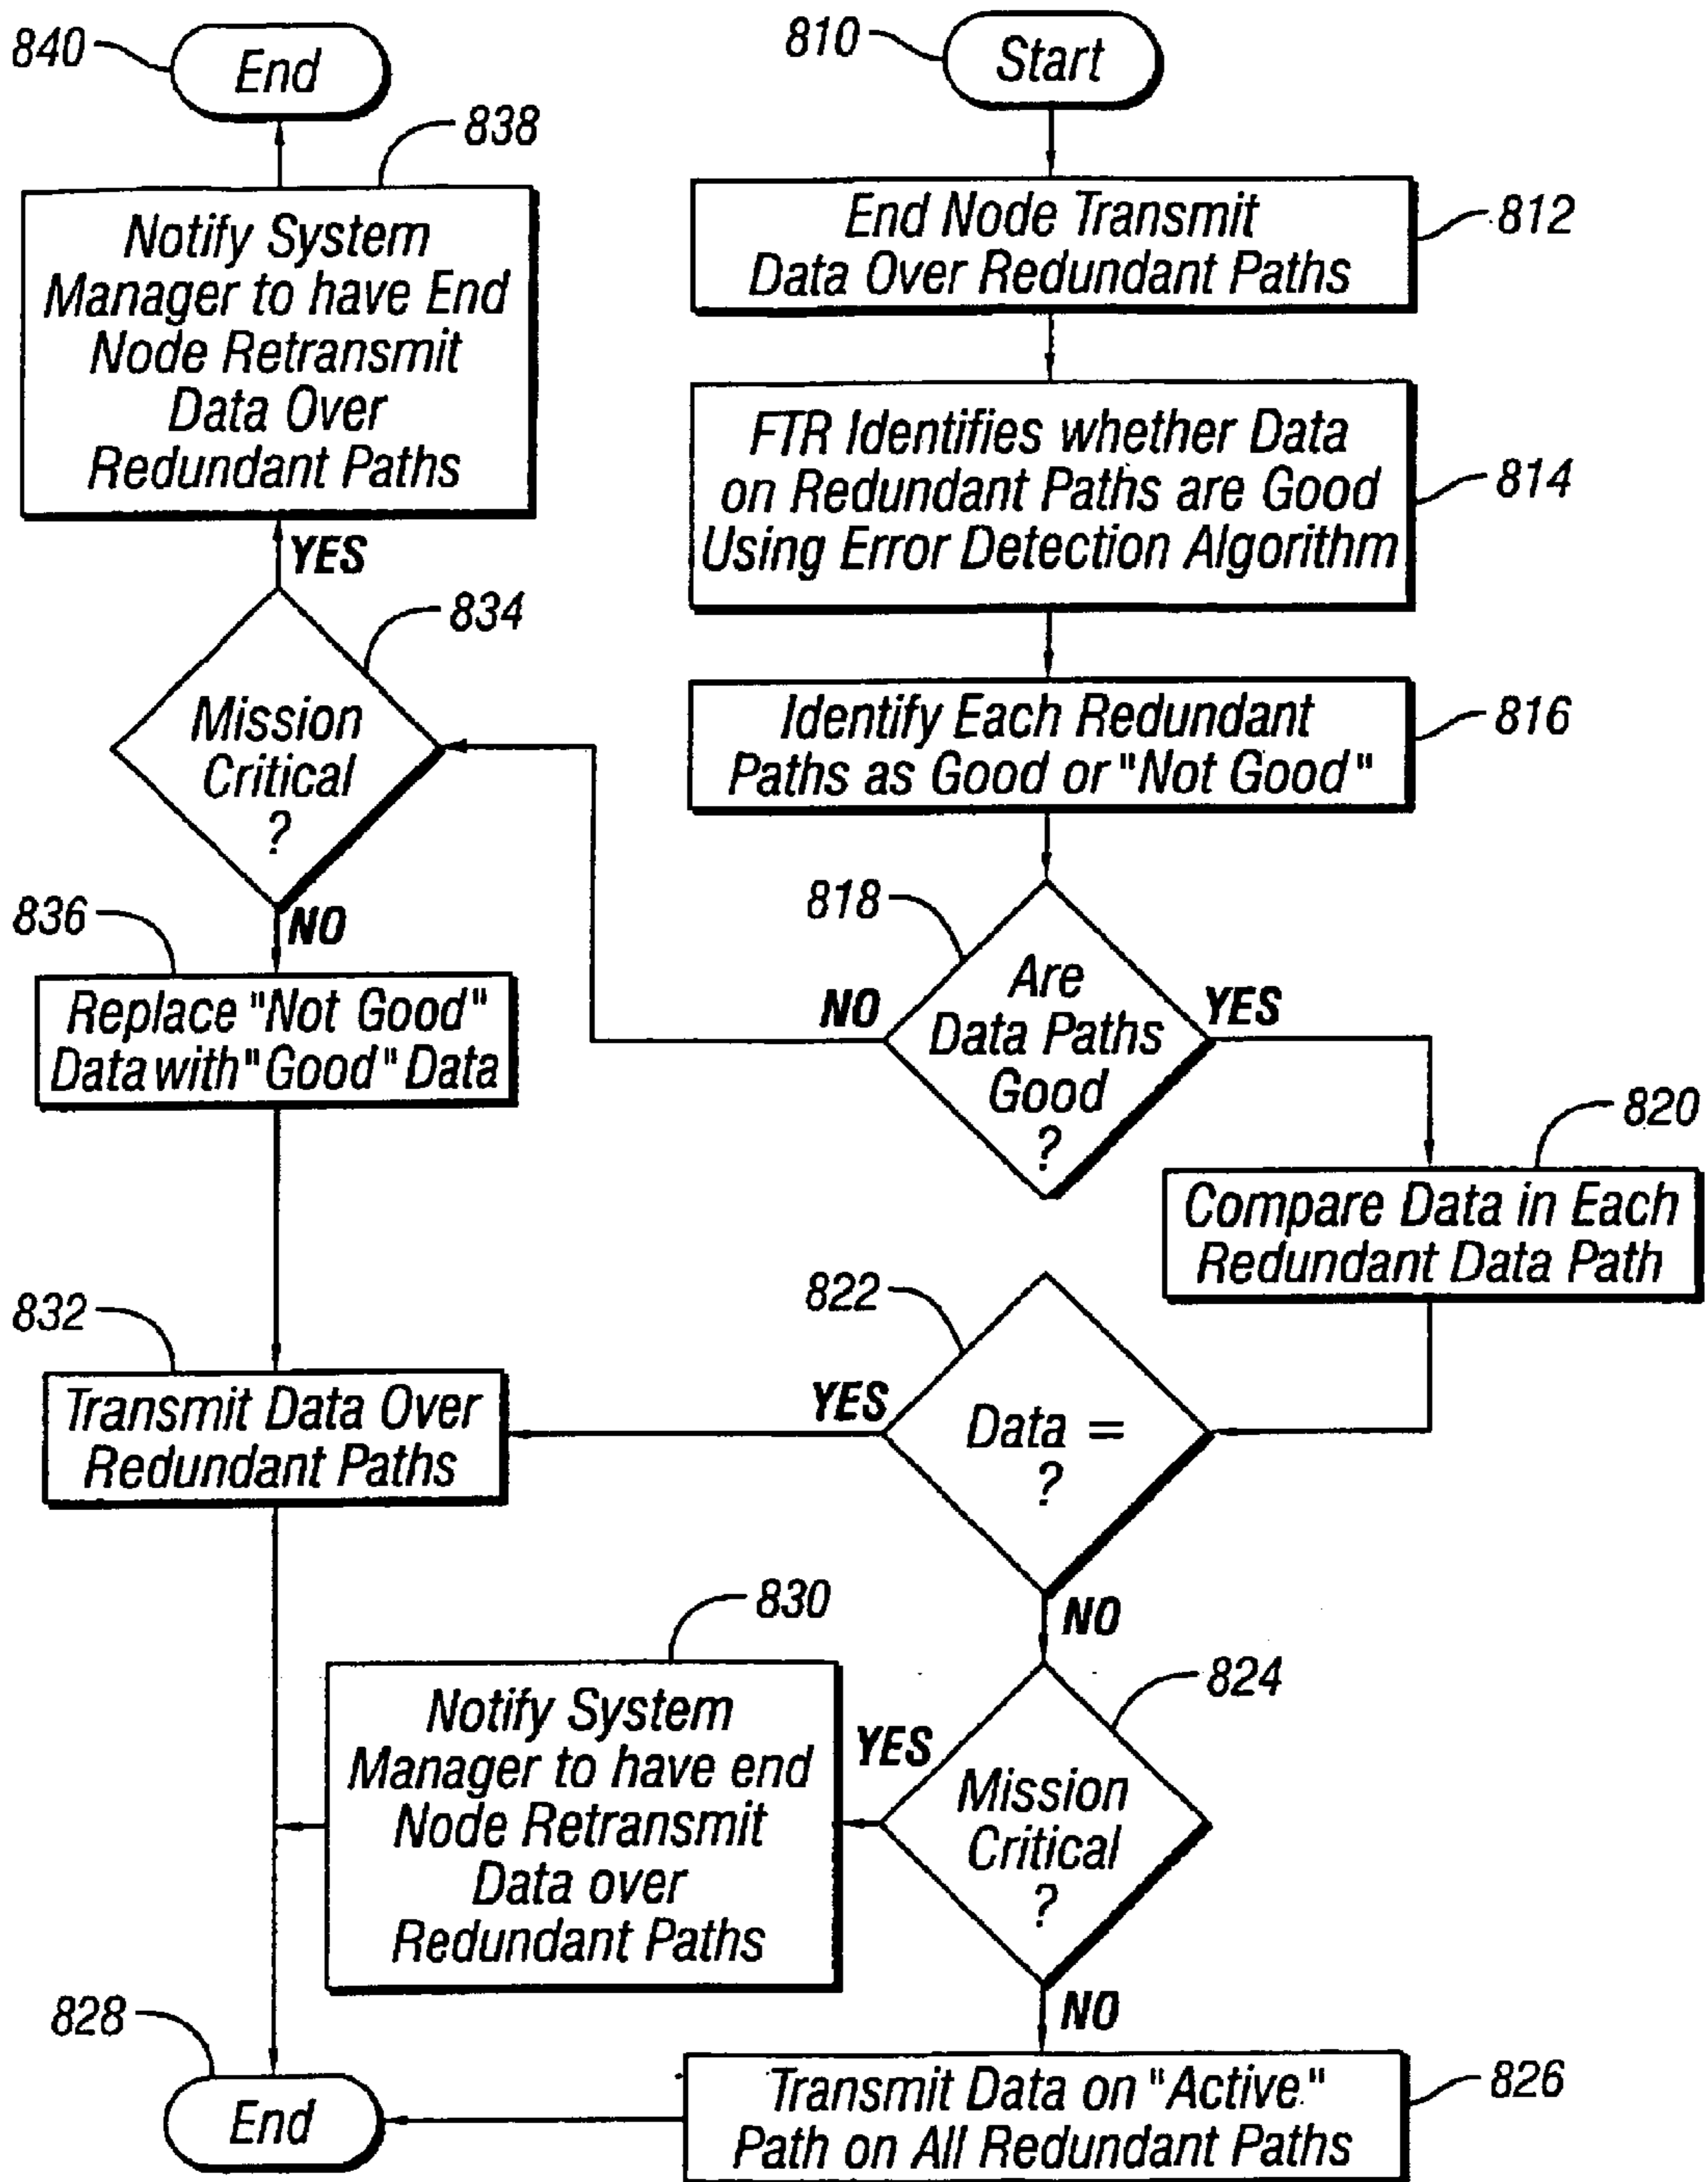 840
End
838
Notify System
Manager to have End
Node Retransmit
Data Over
Redundant Paths
YES
834
Mission
Critical
?
NO
836
Replace "Not Good"
Data with "Good" Data
832
Transmit Data Over
Redundant Paths
810
Start
End Node Transmit
Data Over Redundant Paths
812
FTR Identifies whether Data
on Redundant Paths are Good
Using Error Detection Algorithm
814
Identify Each Redundant
Paths as Good or "Not Good"
816
818
Are
Data Paths
Good
?
NO
YES
820
Compare Data in Each
Redundant Data Path
822
Data =
?
YES
NO
824
Mission
Critical
?
YES
830
Notify System
Manager to have end
Node Retransmit
Data over
Redundant Paths
NO
Transmit Data on "Active"
Path on All Redundant Paths
826
828
End